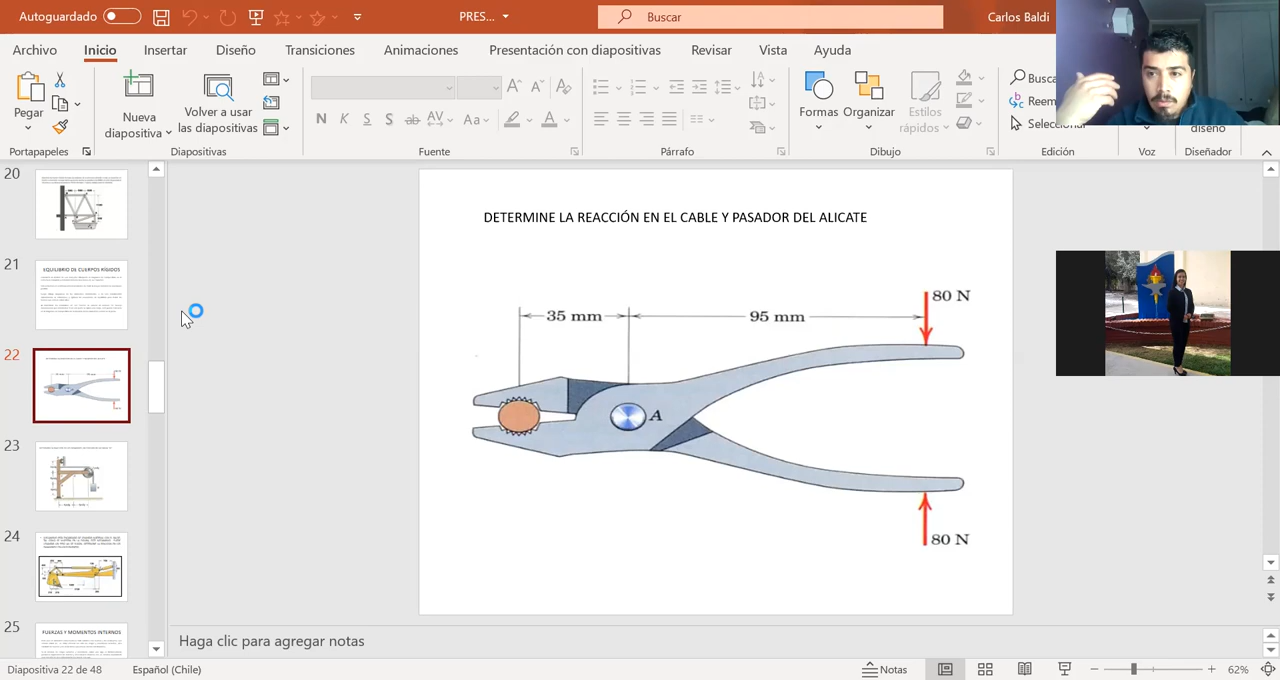 Autoguardado
PRES...
Buscar
Carlos Baldi
Archivo
Inicio
Insertar
Diseño
Transiciones
Animaciones
Presentación con diapositivas
Revisar
Vista
Ayuda
Pegar
Nueva
diapositiva
Volver a usar
las diapositivas
N K S S ab AV Aa A
Formas
Organizar
Estilos
rápidos
Busca
Reem
Seleccionar
diseño
Portapapeles
Diapositivas
Fuente
Párrafo
Dibujo
Edición
Voz
Diseñador
20
21
EQUILIBRIO DE CUERPOS RÍGIDOS
22
23
24
25
FUERZAS Y MOMENTOS INTERNOS
DETERMINE LA REACCIÓN EN EL CABLE Y PASADOR DEL ALICATE
80 N
35 mm
95 mm
A
80 N
Haga clic para agregar notas
Diapositiva 22 de 48
Español (Chile)
Notas
62%